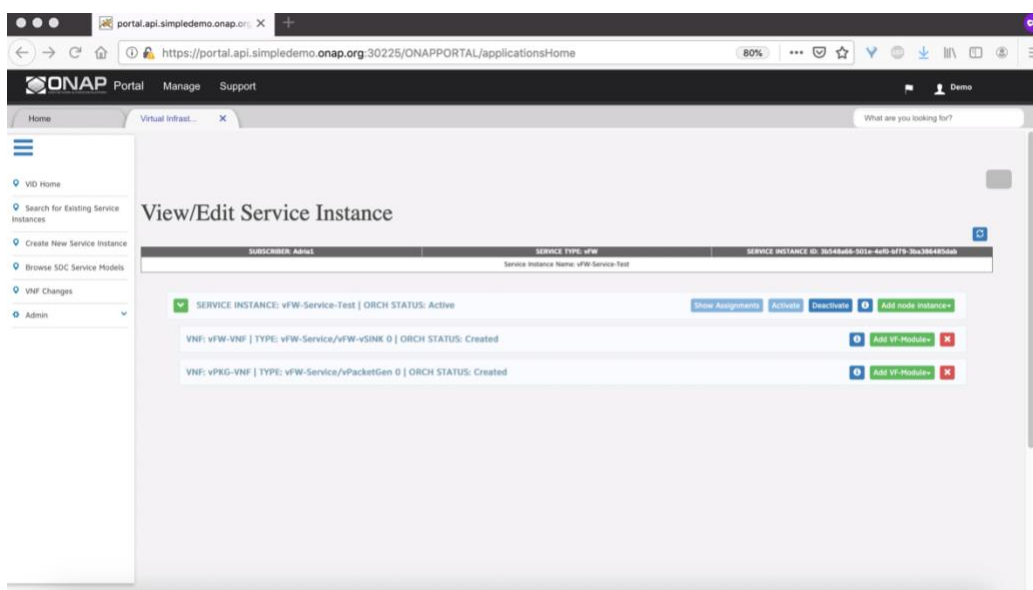 portal.api.simpledemo.onap.org
https://portal.api.simpledemo.onap.org:30225/ONAPPORTAL/applicationsHome 80%
ONAP Portal Manage Support Demo
Home Virtual Infrast... What are you looking for?
VID Home
Search for Existing Service Instances
Create New Service Instance
Browse SDC Service Models
VNF Changes
Admin
View/Edit Service Instance
SUBSCRIBER: Adria1 SERVICE TYPE: vFW SERVICE INSTANCE ID: 3b548a66-501e-4ef0-bf79-3ba386485dab
Service Instance Name: vFW-Service-Test
SERVICE INSTANCE: vFW-Service-Test | ORCH STATUS: Active Show Assignments Activate Deactivate Add node instance
VNF: vFW-VNF | TYPE: vFW-Service/vFW-vSINK 0 | ORCH STATUS: Created Add VF-Module
VNF: vPKG-VNF | TYPE: vFW-Service/vPacketGen 0 | ORCH STATUS: Created Add VF-Module